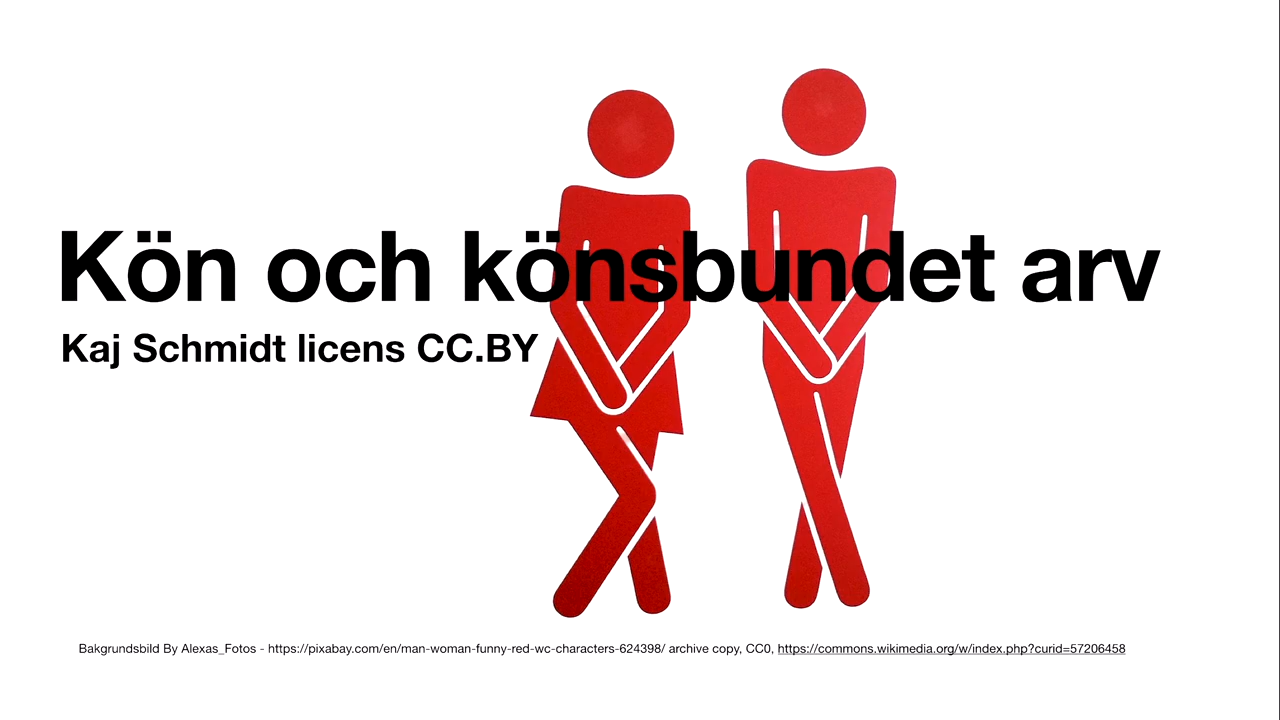 Kön och könsbundet arv
Kaj Schmidt licens CC.BY
Bakgrundsbild By Alexas_Fotos - https://pixabay.com/en/man-woman-funny-red-wc-characters-624398/ archive copy, CC0, https://commons.wikimedia.org/w/index.php?curid=57206458